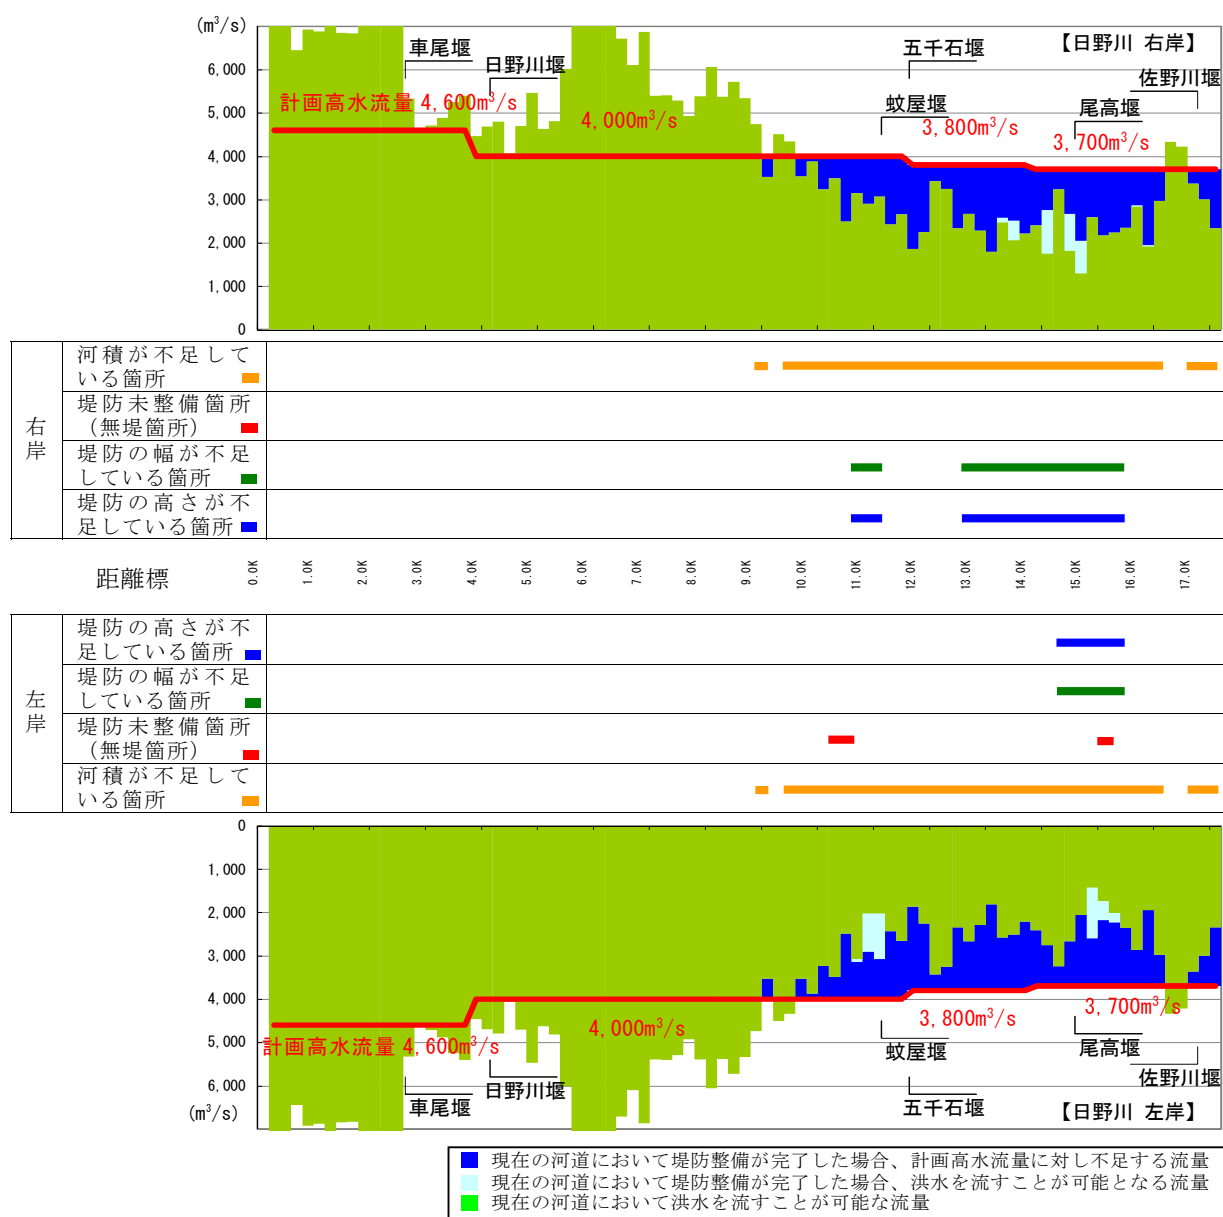 (m³/s)
6,000
5,000
4,000
3,000
2,000
1,000
0
車尾堰
日野川堰
五千石堰
【日野川 右岸】
佐野川堰
蚊屋堰
尾高堰
計画高水流量 4,600m³/s
4,000m³/s
3,800m³/s
3,700m³/s
右岸
河積が不足して
いる箇所
堤防未整備箇所
（無堤箇所）
堤防の幅が不足
している箇所
堤防の高さが不
足している箇所
距離標
0.0K 1.0K 2.0K 3.0K 4.0K 5.0K 6.0K 7.0K 8.0K 9.0K 10.0K 11.0K 12.0K 13.0K 14.0K 15.0K 16.0K 17.0K
左岸
堤防の高さが不
足している箇所
堤防の幅が不足
している箇所
堤防未整備箇所
（無堤箇所）
河積が不足して
いる箇所
0
1,000
2,000
3,000
4,000
5,000
6,000
(m³/s)
計画高水流量 4,600m³/s
4,000m³/s
3,800m³/s
3,700m³/s
蚊屋堰
尾高堰
日野川堰
佐野川堰
車尾堰
五千石堰
【日野川 左岸】
現在の河道において堤防整備が完了した場合、計画高水流量に対し不足する流量
現在の河道において堤防整備が完了した場合、洪水を流すことが可能となる流量
現在の河道において洪水を流すことが可能な流量